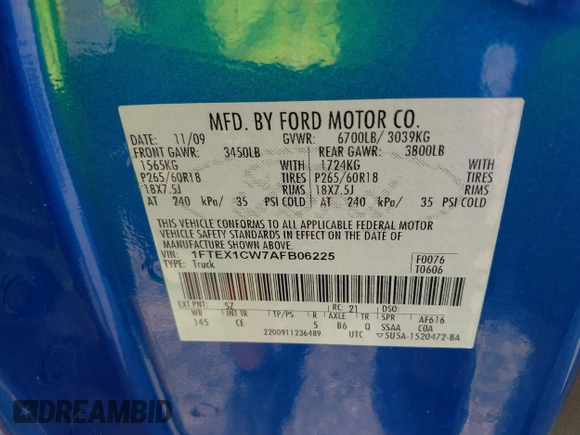 MFD. BY FORD MOTOR CO.
DATE: 11/09 GVWR: 6700LB/ 3039KG
FRONT GAWR: 3450LB REAR GAWR: 3800LB
1565KG WITH 1724KG WITH
P265/60R18 TIRES P265/60R18 TIRES
18X7.5J RIMS 18X7.5J RIMS
AT 240 kPa/ 35 PSI COLD AT 240 kPa/ 35 PSI COLD
THIS VEHICLE CONFORMS TO ALL APPLICABLE FEDERAL MOTOR
VEHICLE SAFETY STANDARDS IN EFFECT ON THE DATE OF
MANUFACTURE SHOWN ABOVE.
VIN: 1FTEX1CW7AFB06225 F0076
TYPE: Truck T0606
EXT PNT: SZ RC: 21 DSO:
WB TP/PS R AXLE TR SPR AF616
145 CE 5 B6 Q SSAA C0A
2200911236489 UTC ▽5U5A-1520472-BA
DREAMBID